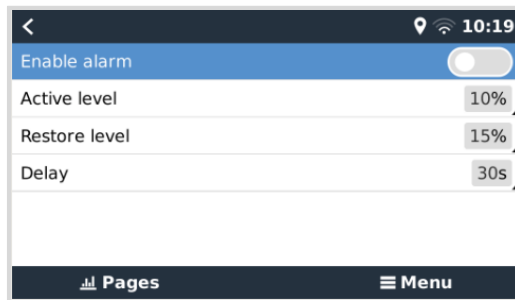 10:19
Enable alarm
Active level 10%
Restore level 15%
Delay 30s
Pages Menu